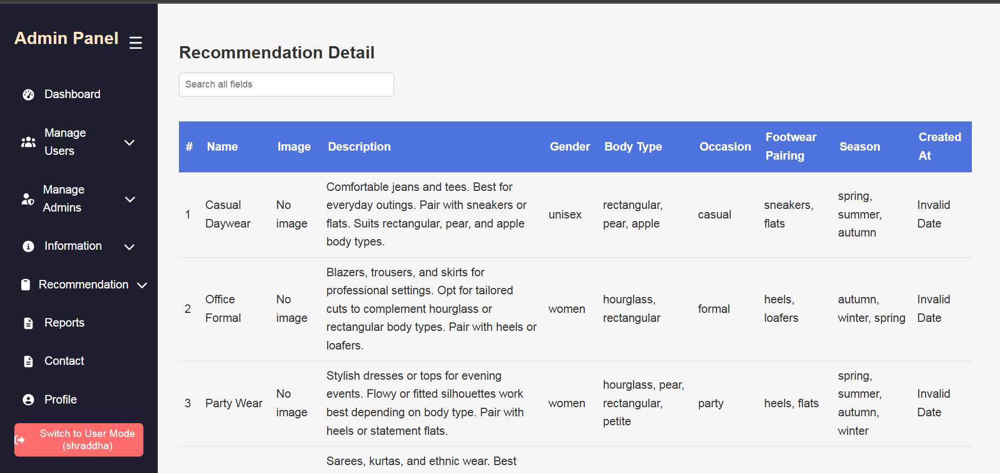 Admin Panel
Dashboard
Manage
Users
Manage
Admins
Information
Recommendation
Reports
Contact
Profile
Switch to User Mode
(shraddha)
Recommendation Detail
Search all fields
# Name Image Description Gender Body Type Occasion Footwear Pairing Season Created At
1
Casual
Daywear
No
image
Comfortable jeans and tees. Best for
everyday outings. Pair with sneakers or
flats. Suits rectangular, pear, and apple
body types.
unisex
rectangular,
pear, apple
casual
sneakers,
flats
spring,
summer,
autumn
Invalid
Date
2
Office
Formal
No
image
Blazers, trousers, and skirts for
professional settings. Opt for tailored
cuts to complement hourglass or
rectangular body types. Pair with heels or
loafers.
women
hourglass,
rectangular
formal
heels,
loafers
autumn,
winter, spring
Invalid
Date
3
Party Wear
No
image
Stylish dresses or tops for evening
events. Flowy or fitted silhouettes work
best depending on body type. Pair with
heels or statement flats.
women
hourglass, pear,
rectangular,
petite
party
heels, flats
spring,
summer,
autumn,
winter
Invalid
Date
Sarees, kurtas, and ethnic wear. Best